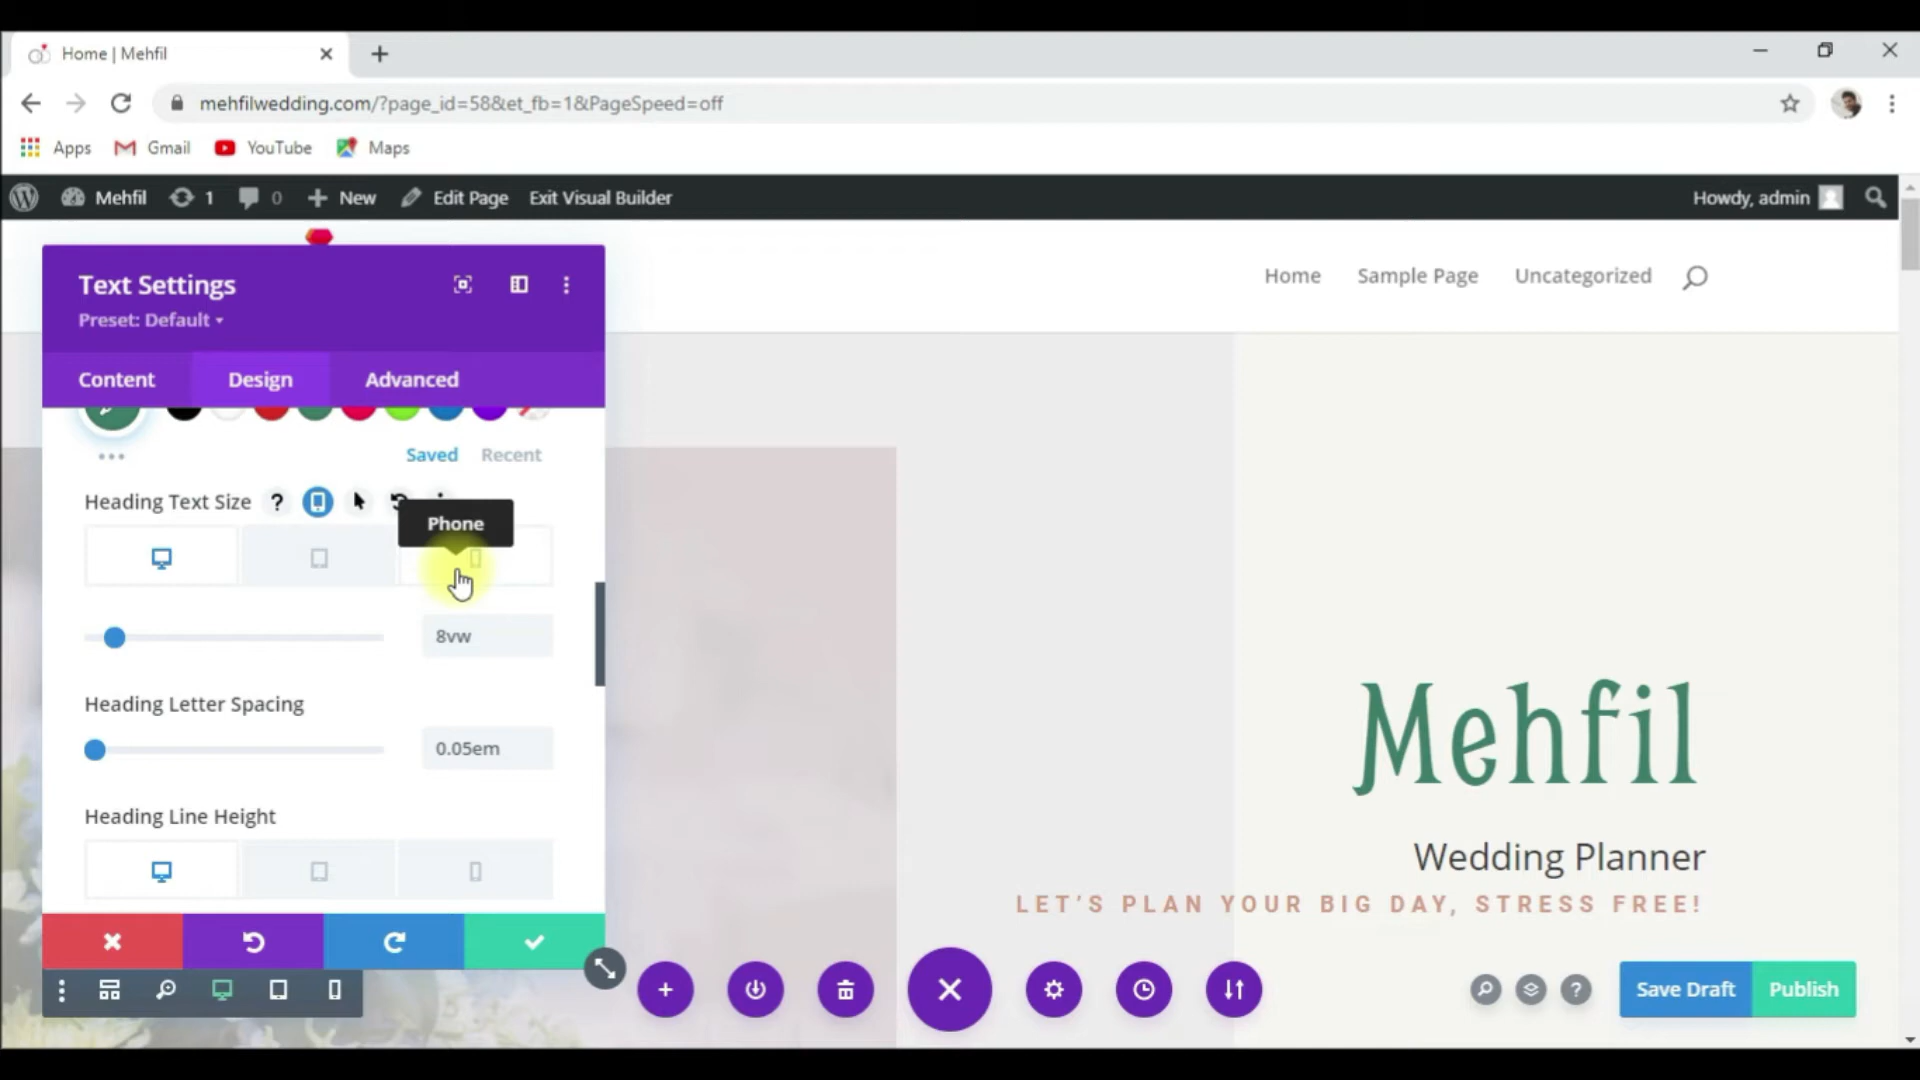 Home | Mehfil
mehfilwedding.com/?page_id=58&et_fb=1&PageSpeed=off
Apps Gmail YouTube Maps
Mehfil 1 0 New Edit Page Exit Visual Builder Howdy, admin
Text Settings
Preset: Default
Home Sample Page Uncategorized
Content Design Advanced
Saved Recent
Heading Text Size ?
Phone
8vw
Heading Letter Spacing
0.05em
Heading Line Height
Mehfil
Wedding Planner
LET'S PLAN YOUR BIG DAY, STRESS FREE!
? Save Draft Publish